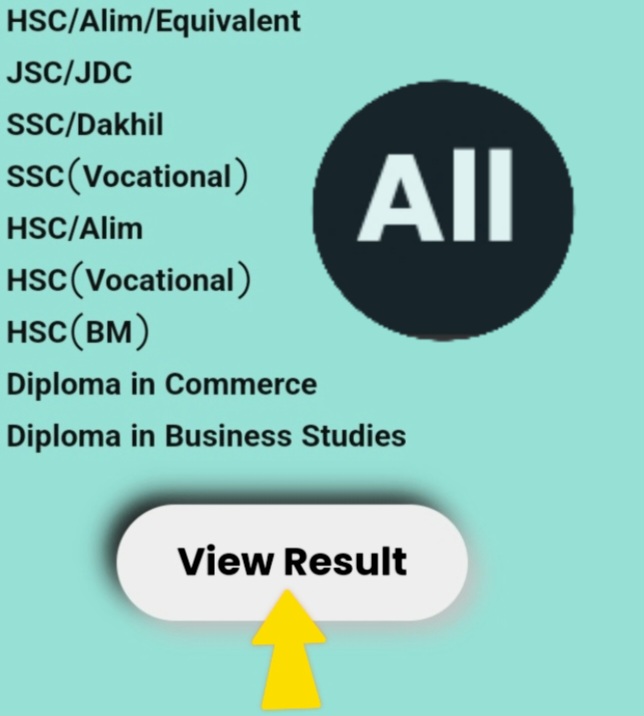 HSC/Alim/Equivalent
JSC/JDC
SSC/Dakhil
SSC(Vocational)
HSC/Alim
HSC(Vocational)
HSC(BM)
Diploma in Commerce
Diploma in Business Studies
All
View Result